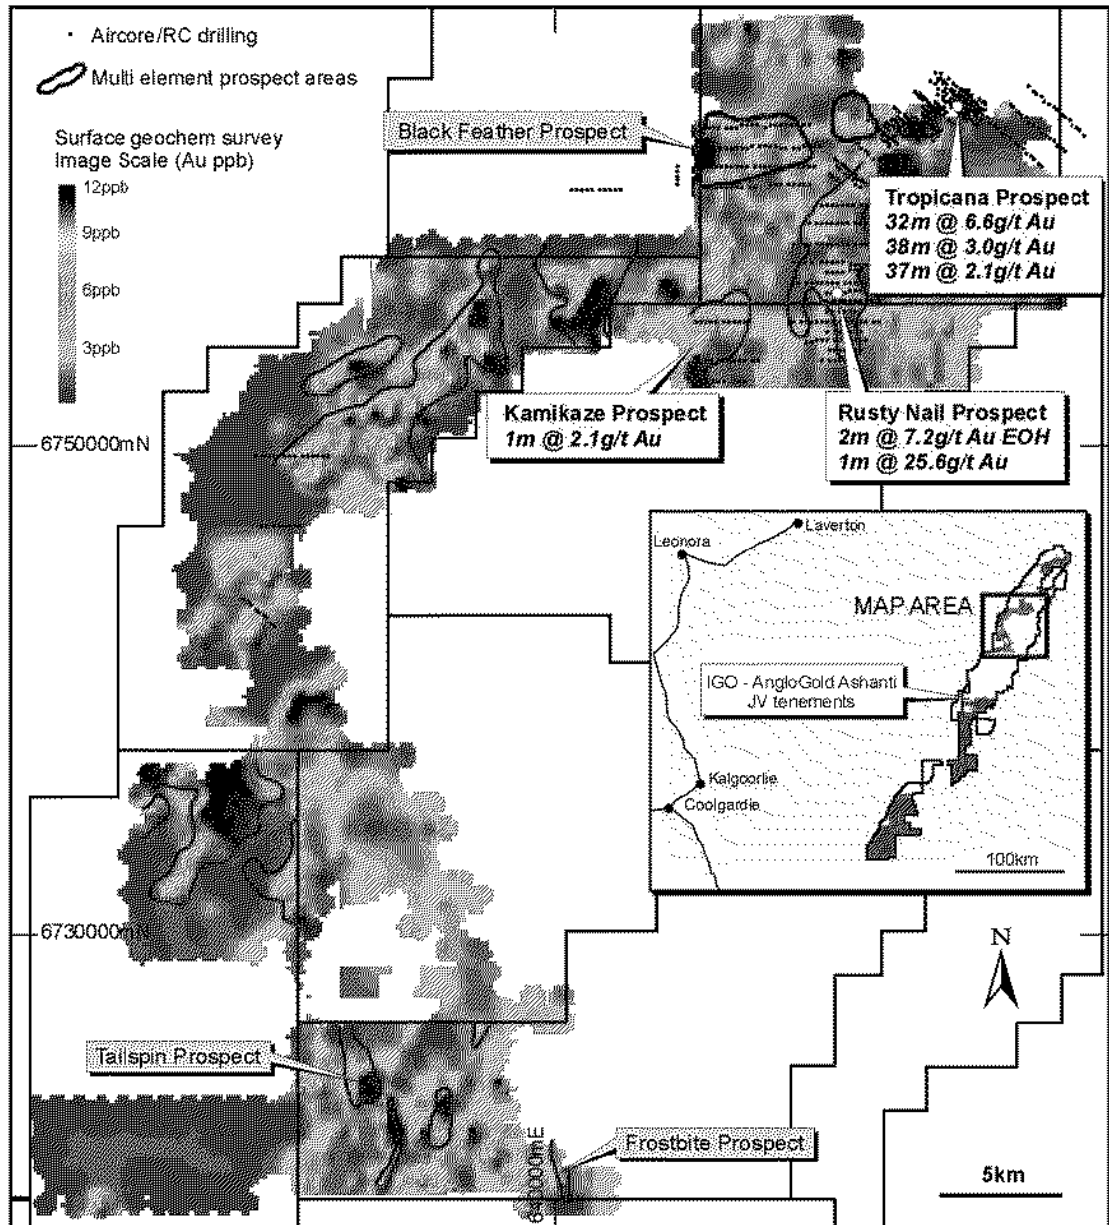 Aircore/RC drilling
Multi element prospect areas
Surface geochem survey
Image Scale (Au ppb)
12ppb
9ppb
6ppb
3ppb
Black Feather Prospect
Tropicana Prospect
32m @ 6.6g/t Au
38m @ 3.0g/t Au
37m @ 2.1g/t Au
Kamikaze Prospect
1m @ 2.1g/t Au
Rusty Nail Prospect
2m @ 7.2g/t Au EOH
1m @ 25.6g/t Au
6750000mN
Laverton
Leonora
MAP AREA
IGO - AngloGold Ashanti
JV tenements
Kalgoorlie
Coolgardie
100km
6730000mN
N
Tailspin Prospect
Frostbite Prospect
640000mE
5km